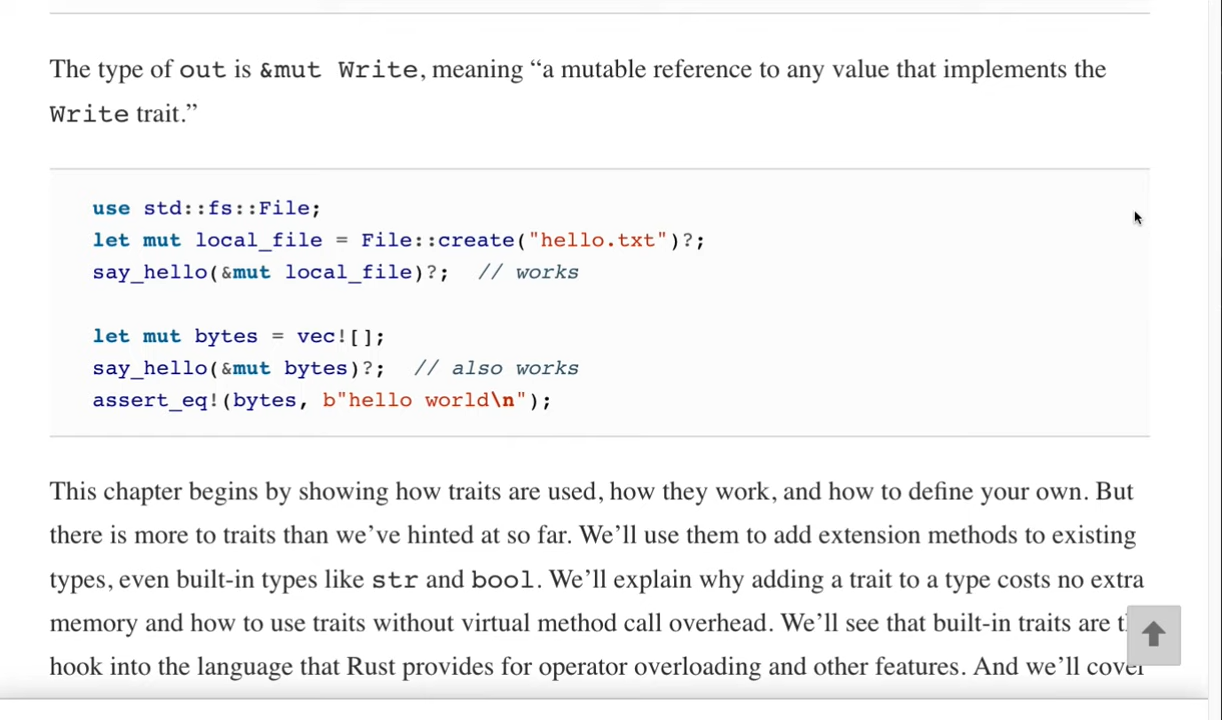 The type of out is &mut Write, meaning “a mutable reference to any value that implements the
Write trait.”
use std::fs::File;
let mut local_file = File::create("hello.txt")?;
say_hello(&mut local_file)?;  // works
let mut bytes = vec![];
say_hello(&mut bytes)?;  // also works
assert_eq!(bytes, b"hello world\n");
This chapter begins by showing how traits are used, how they work, and how to define your own. But
there is more to traits than we’ve hinted at so far. We’ll use them to add extension methods to existing
types, even built-in types like str and bool. We’ll explain why adding a trait to a type costs no extra
memory and how to use traits without virtual method call overhead. We’ll see that built-in traits are
hook into the language that Rust provides for operator overloading and other features. And we’ll cover